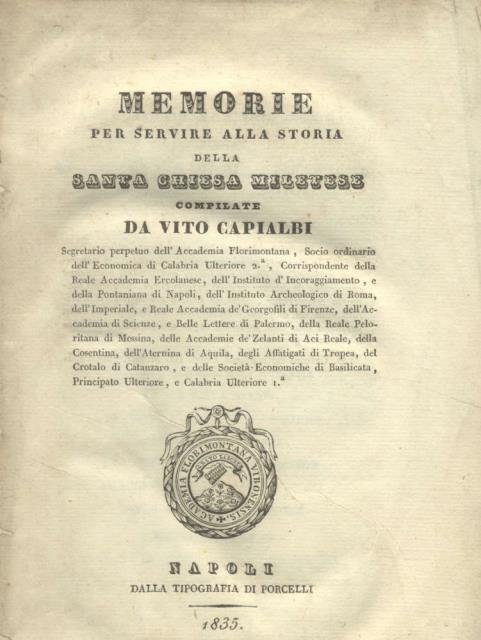 MEMORIE
PER SERVIRE ALLA STORIA
DELLA
SANTA CHIESA MILETESE
COMPILATE
DA VITO CAPIALBI
Segretario perpetuo dell' Accademia Florimontana , Socio ordinario
dell' Economica di Calabria Ulteriore 2.ª , Corrispondente della
Reale Accademia Ercolanese, dell' Instituto d' Incoraggiamento , e
della Pontaniana di Napoli, dell' Instituto Archeologico di Roma,
dell' Imperiale, e Reale Accademia de' Georgofili di Firenze, dell'Ac-
cademia di Scienze, e Belle Lettere di Palermo, della Reale Pelo-
ritana di Messina, delle Accademie de' Zelanti di Aci Reale, della
Cosentina, dell'Aternina di Aquila, degli Affatigati di Tropea, del
Crotalo di Catanzaro , e delle Società Economiche di Basilicata,
Principato Ulteriore, e Calabria Ulteriore 1.ª
ACADEMIA FLORIMONTANA VIBONENSIS.
NAPOLI
DALLA TIPOGRAFIA DI PORCELLI
1835.